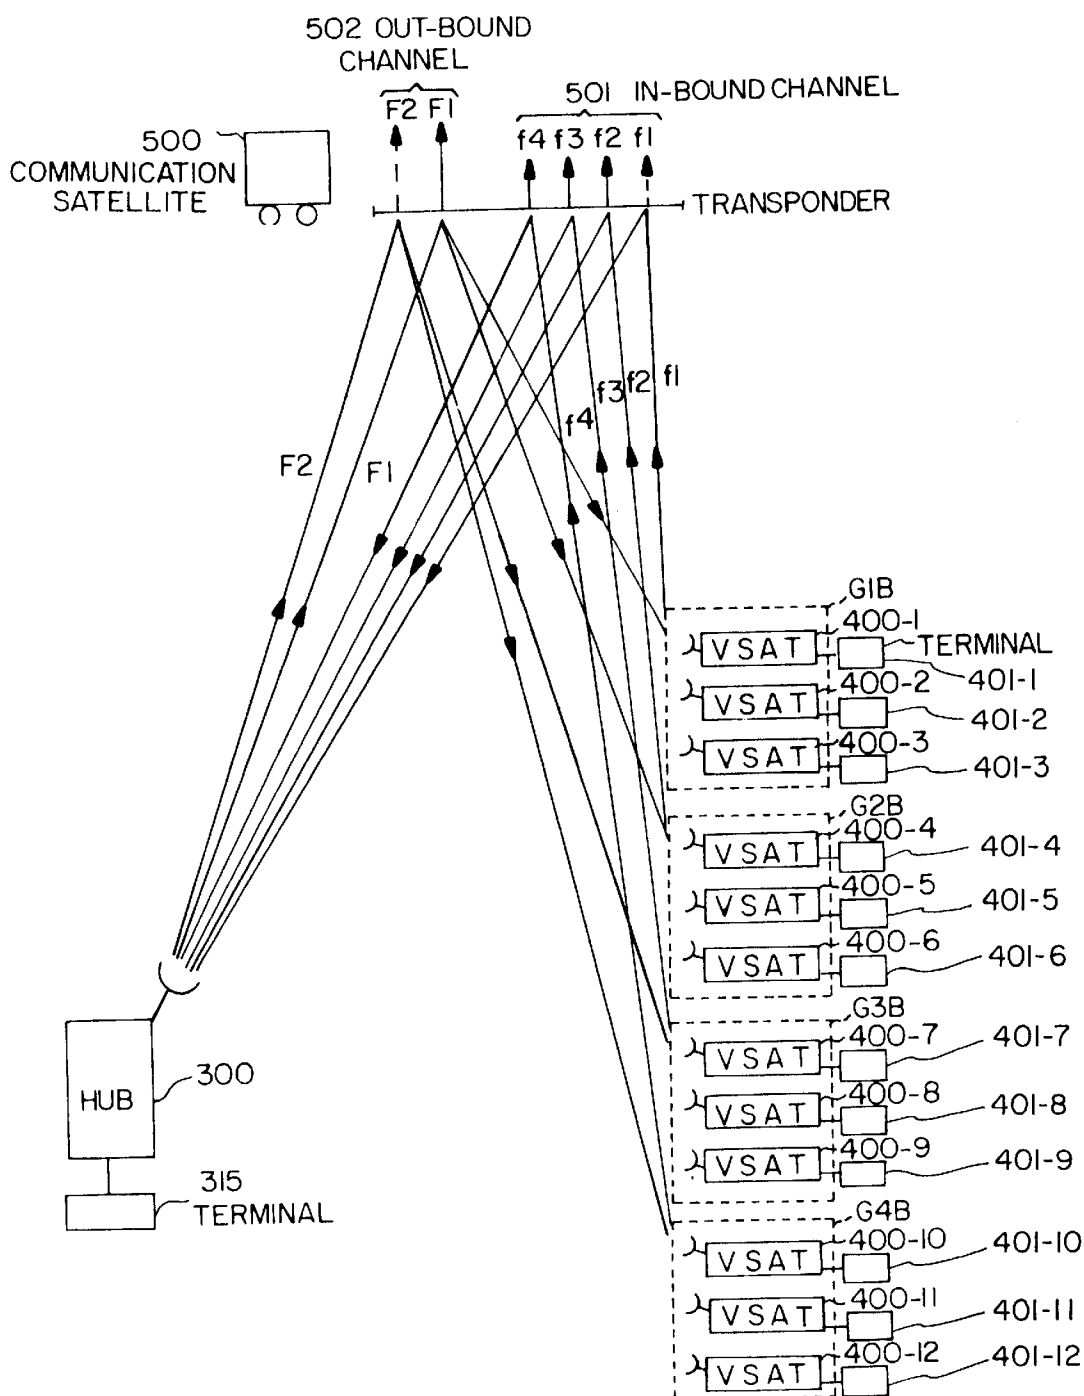 502 OUT-BOUND
CHANNEL
F2 F1
501 IN-BOUND CHANNEL
f4 f3 f2 f1
500
COMMUNICATION
SATELLITE
TRANSPONDER
F2
F1
f4
f3
f2
f1
G1B
VSAT
400-1
TERMINAL
401-1
VSAT
400-2
401-2
VSAT
400-3
401-3
G2B
VSAT
400-4
401-4
VSAT
400-5
401-5
VSAT
400-6
401-6
G3B
VSAT
400-7
401-7
VSAT
400-8
401-8
VSAT
400-9
401-9
G4B
VSAT
400-10
401-10
VSAT
400-11
401-11
VSAT
400-12
401-12
HUB
300
315
TERMINAL